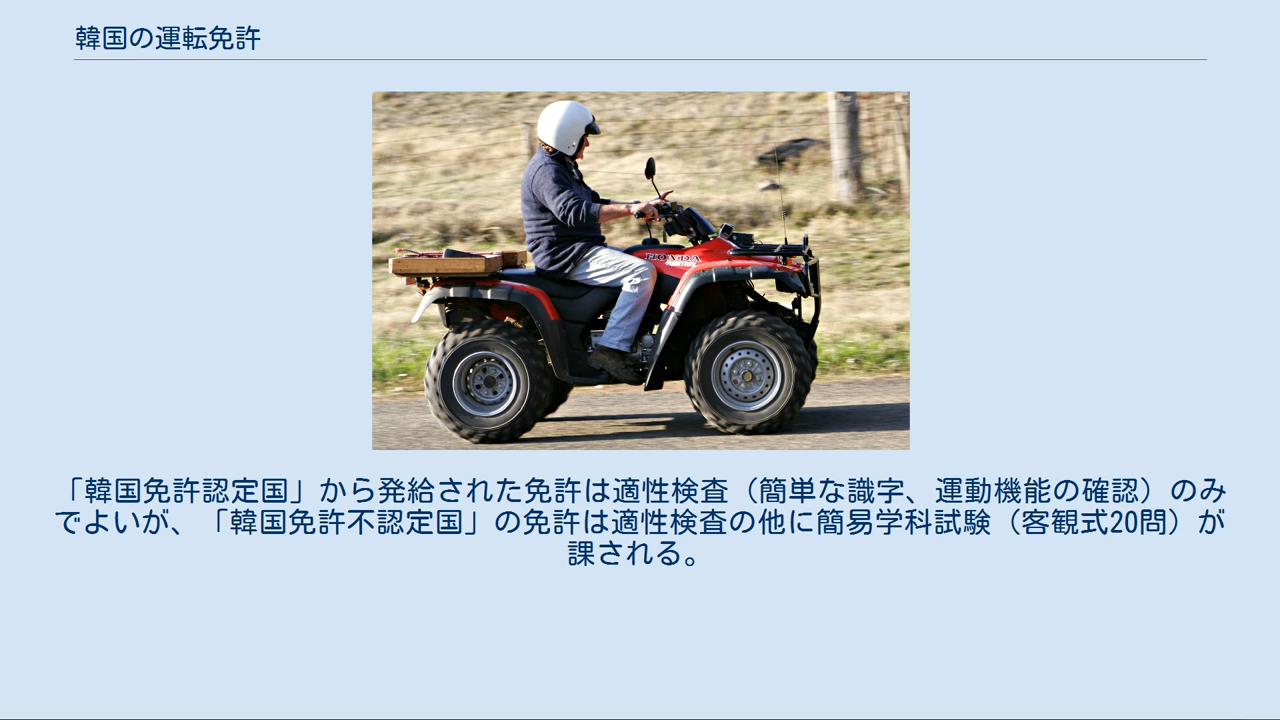 韓国の運転免許
HONDA
「韓国免許認定国」から発給された免許は適性検査（簡単な識字、運動機能の確認）のみ
でよいが、「韓国免許不認定国」の免許は適性検査の他に簡易学科試験（客観式20問）が
課される。